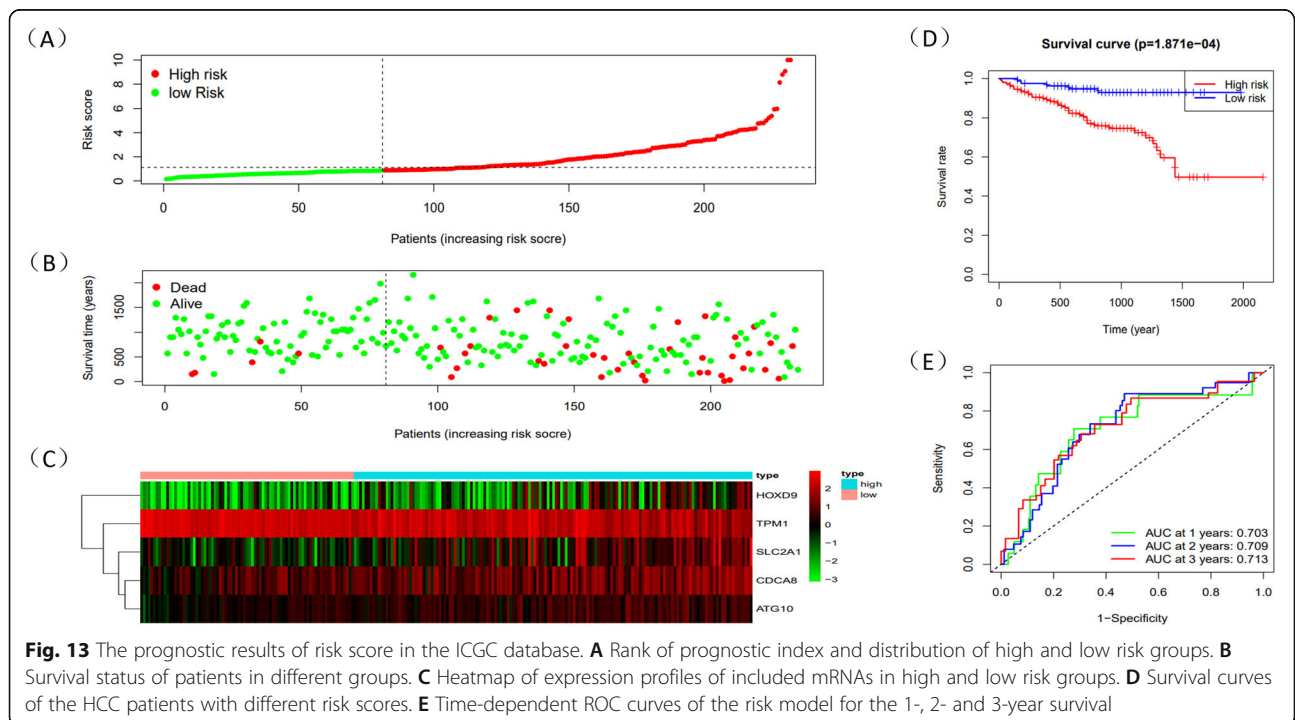 （A）
10
8
6
4
2
0
Risk score
High risk
low Risk
0 50 100 150 200
Patients (increasing risk socre)
（B）
1500
500
0
Survival time (years)
Dead
Alive
0 50 100 150 200
Patients (increasing risk socre)
（C）
type
HOXD9
TPM1
SLC2A1
CDCA8
ATG10
2
1
0
−1
−2
−3
type
high
low
（D）
Survival curve (p=1.871e−04)
1.0
0.8
0.6
0.4
0.2
0.0
Survival rate
High risk
Low risk
0 500 1000 1500 2000
Time (year)
（E）
1.0
0.8
0.6
0.4
0.2
0.0
Sensitivity
AUC at 1 years: 0.703
AUC at 2 years: 0.709
AUC at 3 years: 0.713
0.0 0.2 0.4 0.6 0.8 1.0
1−Specificity
Fig. 13 The prognostic results of risk score in the ICGC database. A Rank of prognostic index and distribution of high and low risk groups. B
Survival status of patients in different groups. C Heatmap of expression profiles of included mRNAs in high and low risk groups. D Survival curves
of the HCC patients with different risk scores. E Time-dependent ROC curves of the risk model for the 1-, 2- and 3-year survival